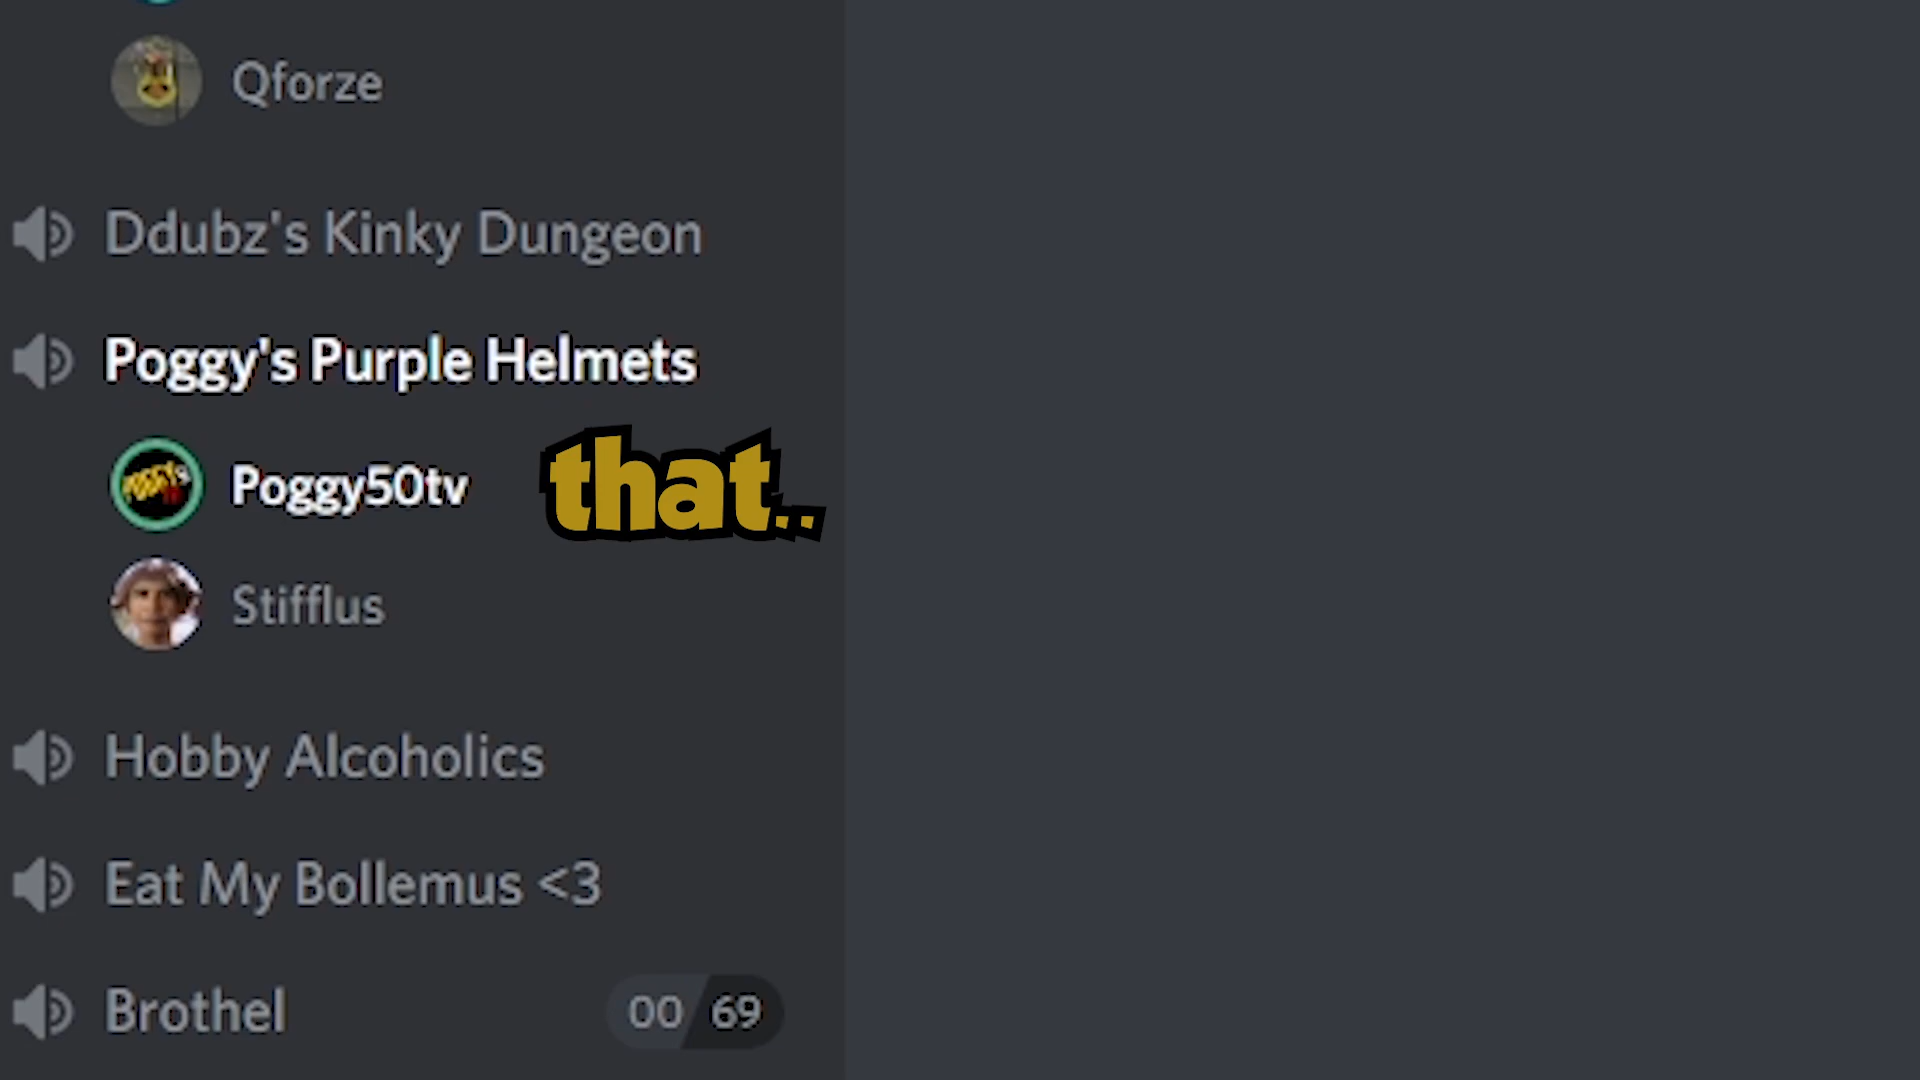 Qforze
Ddubz's Kinky Dungeon
Poggy's Purple Helmets
Poggy50tv
that..
Stifflus
Hobby Alcoholics
Eat My Bollemus <3
Brothel 00 69